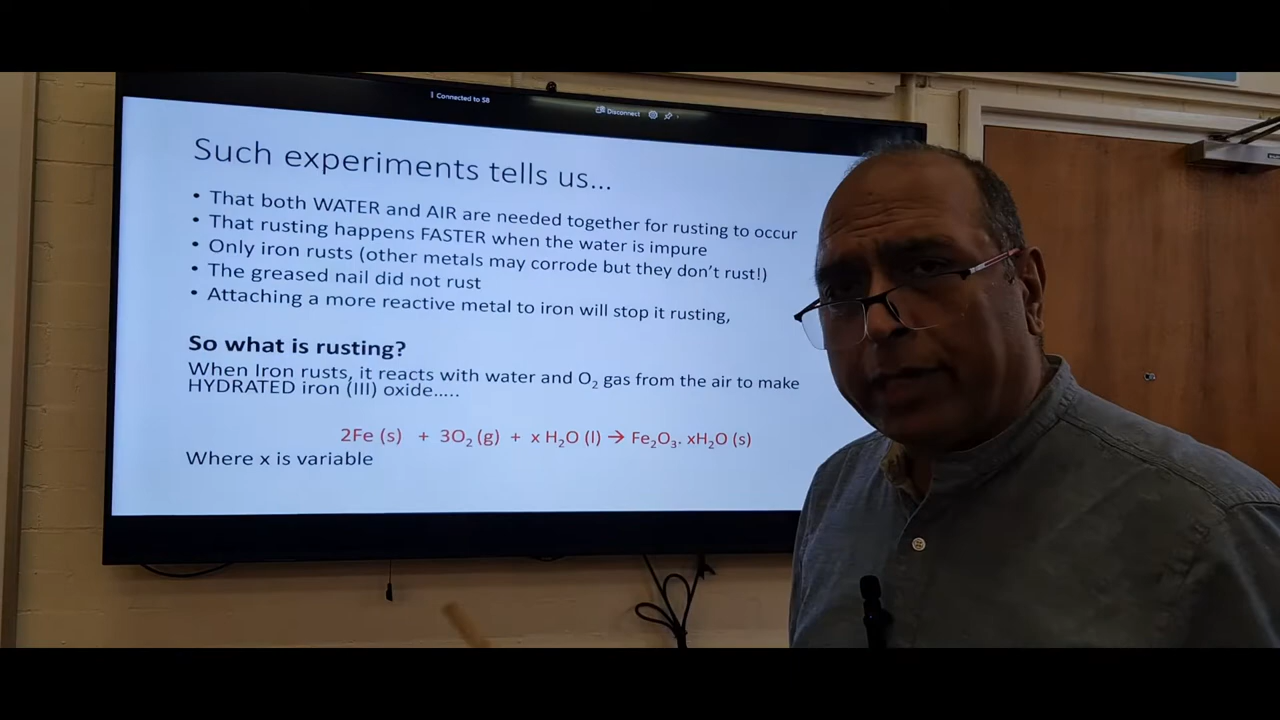 Connected to S8
Disconnect
Such experiments tells us...
• That both WATER and AIR are needed together for rusting to occur
• That rusting happens FASTER when the water is impure
• Only iron rusts (other metals may corrode but they don't rust!)
• The greased nail did not rust
• Attaching a more reactive metal to iron will stop it rusting,
So what is rusting?
When Iron rusts, it reacts with water and O₂ gas from the air to make
HYDRATED iron (III) oxide.....
2Fe (s) + 3O₂ (g) + x H₂O (l) → Fe₂O₃. xH₂O (s)
Where x is variable